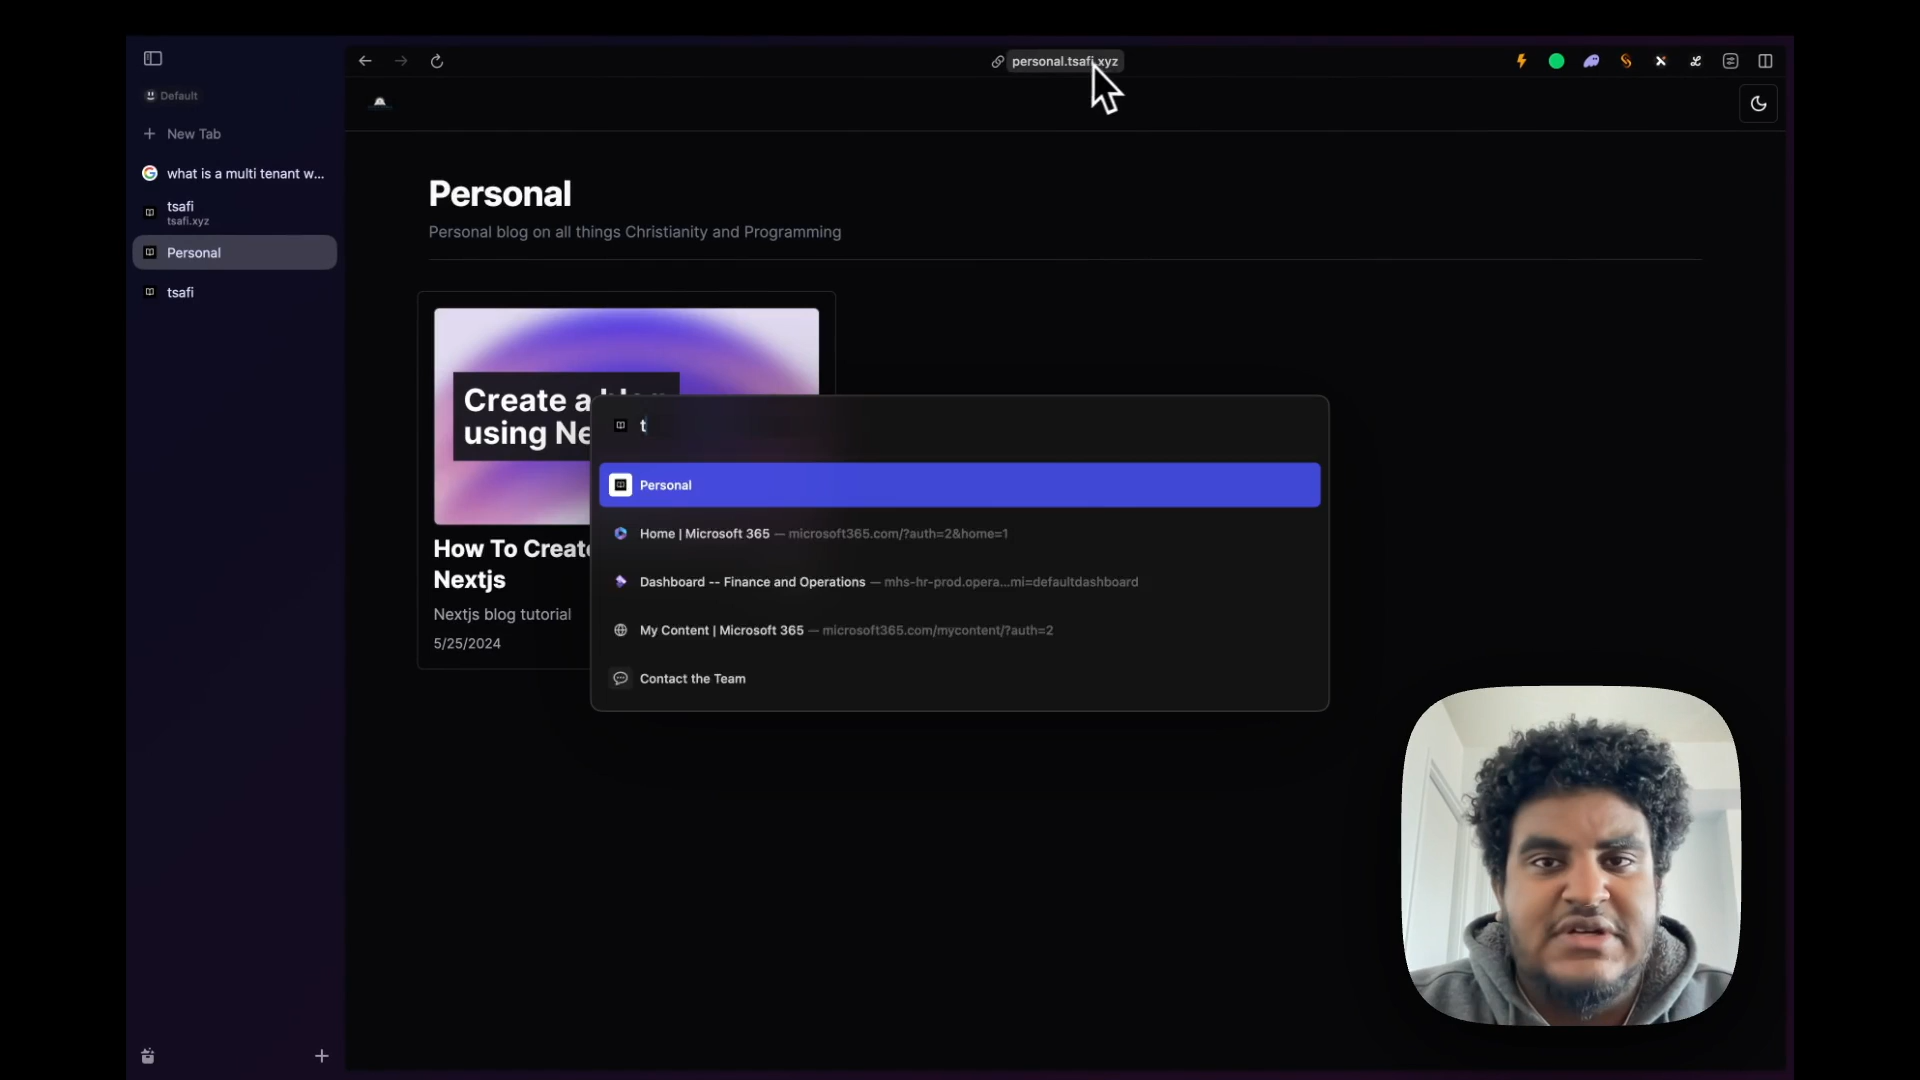 Default
New Tab
what is a multi tenant w...
tsafi
tsafi.xyz
Personal
tsafi
personal.tsafi.xyz
Personal
Personal blog on all things Christianity and Programming
Create a
using Ne
How To Create
Nextjs
Nextjs blog tutorial
5/25/2024
t
Personal
Home | Microsoft 365 — microsoft365.com/?auth=2&home=1
Dashboard -- Finance and Operations — mhs-hr-prod.opera...mi=defaultdashboard
My Content | Microsoft 365 — microsoft365.com/mycontent/?auth=2
Contact the Team